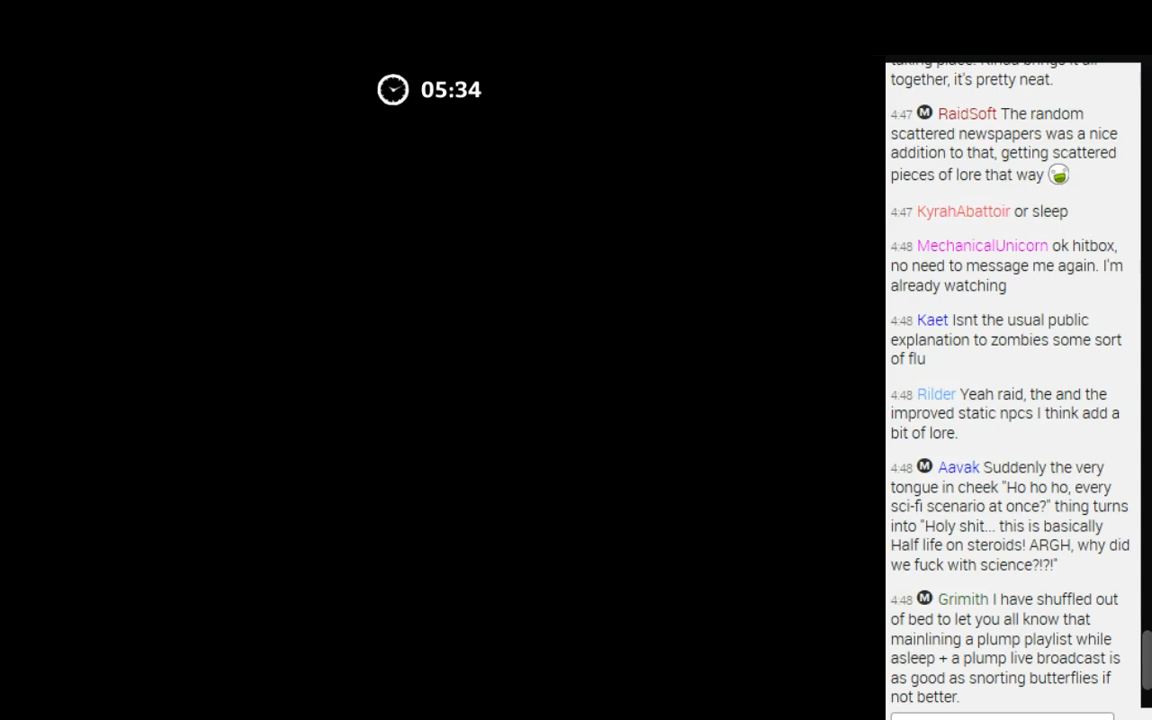 05:34
together, it's pretty neat.
4:47 M RaidSoft The random
scattered newspapers was a nice
addition to that, getting scattered
pieces of lore that way
4:47 KyrahAbattoir or sleep
4:48 MechanicalUnicorn ok hitbox,
no need to message me again. I'm
already watching
4:48 Kaet Isnt the usual public
explanation to zombies some sort
of flu
4:48 Rilder Yeah raid, the and the
improved static npcs I think add a
bit of lore.
4:48 M Aavak Suddenly the very
tongue in cheek "Ho ho ho, every
sci-fi scenario at once?" thing turns
into "Holy shit... this is basically
Half life on steroids! ARGH, why did
we fuck with science?!?!"
4:48 M Grimith I have shuffled out
of bed to let you all know that
mainlining a plump playlist while
asleep + a plump live broadcast is
as good as snorting butterflies if
not better.